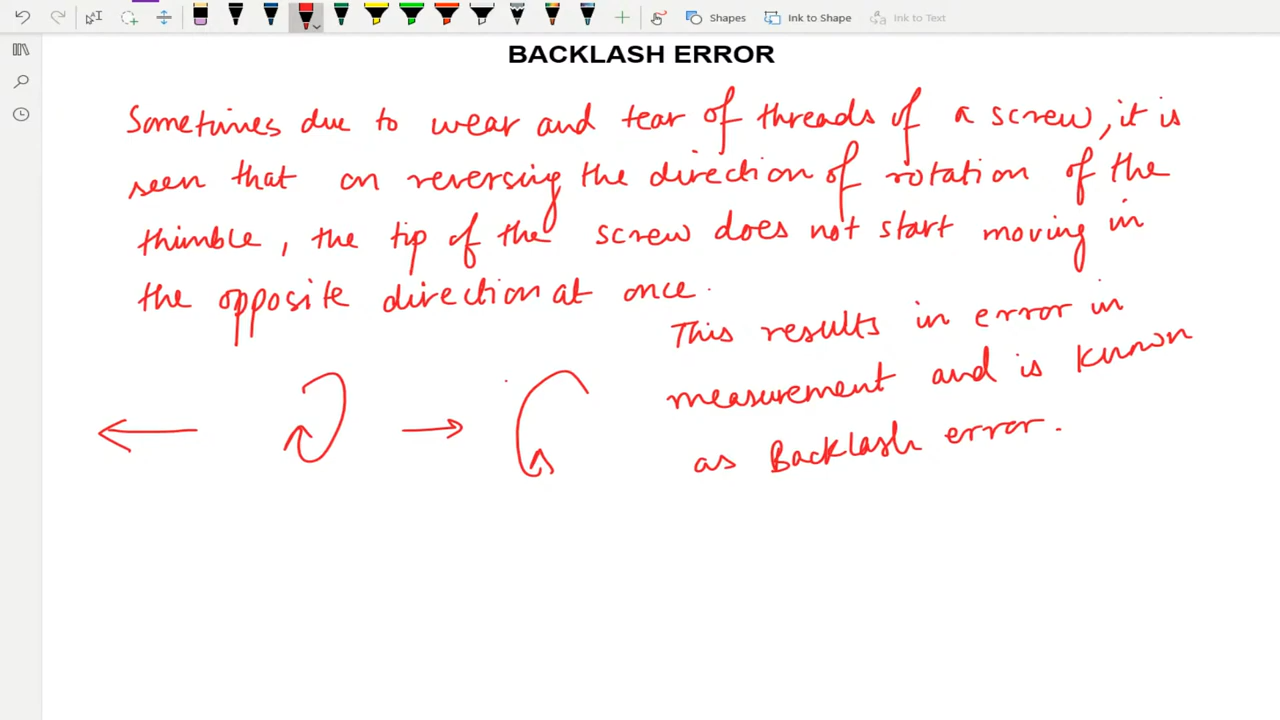 Shapes
Ink to Shape
Ink to Text
BACKLASH ERROR
Sometimes due to wear and tear of threads of a screw, it is
seen that on reversing the direction of rotation of the
thimble, the tip of the screw does not start moving in
the opposite direction at once.
This results in error in
measurement and is known
as Backlash error.